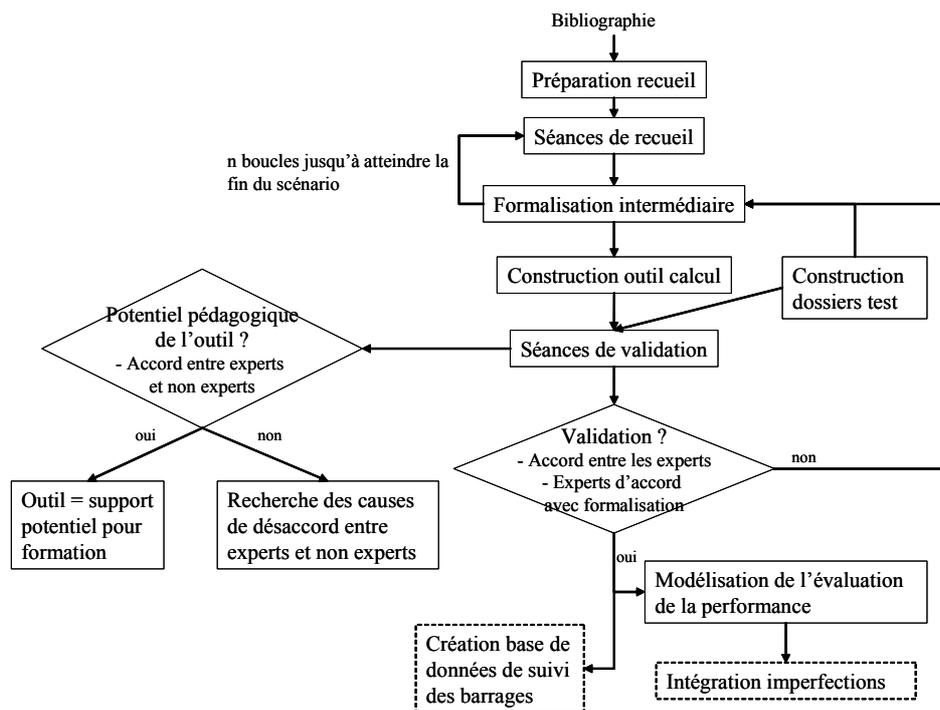 Bibliographie
Préparation recueil
Séances de recueil
n boucles jusqu’à atteindre la
fin du scénario
Formalisation intermédiaire
Construction outil calcul
Construction
dossiers test
Potentiel pédagogique
de l’outil ?
- Accord entre experts
et non experts
Séances de validation
oui
non
Validation ?
- Accord entre les experts
- Experts d’accord
avec formalisation
non
Outil = support
potentiel pour
formation
Recherche des causes
de désaccord entre
experts et non experts
oui
Modélisation de l’évaluation
de la performance
Création base de
données de suivi
des barrages
Intégration imperfections